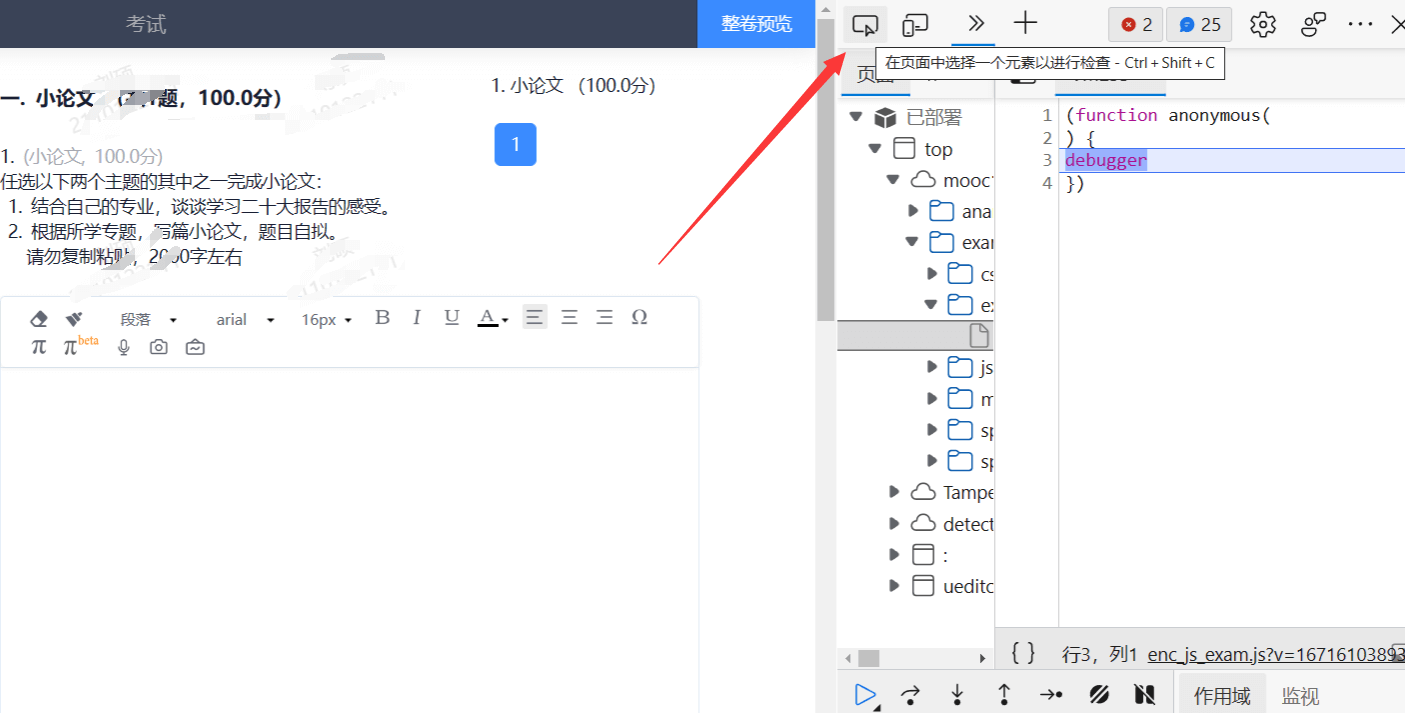 考试
整卷预览
一. 小论文
题，100.0分）
1. 小论文 （100.0分）
1
1. (小论文, 100.0分)
任选以下两个主题的其中之一完成小论文：
1. 结合自己的专业，谈谈学习二十大报告的感受。
2. 根据所学专题，写篇小论文，题目自拟。
请勿复制粘贴，2000字左右
段落
arial
16px
B I U A Ω
π π beta
2 25
在页面中选择一个元素以进行检查 - Ctrl + Shift + C
页面
已部署
top
mooc1
ana
exam
cs
ex
js
m
sp
sp
Tampe
detect
:
uedito
1 (function anonymous(
2 ) {
3 debugger
4 })
{ } 行3，列1 enc_js_exam.js?v=16716103893
作用域 监视